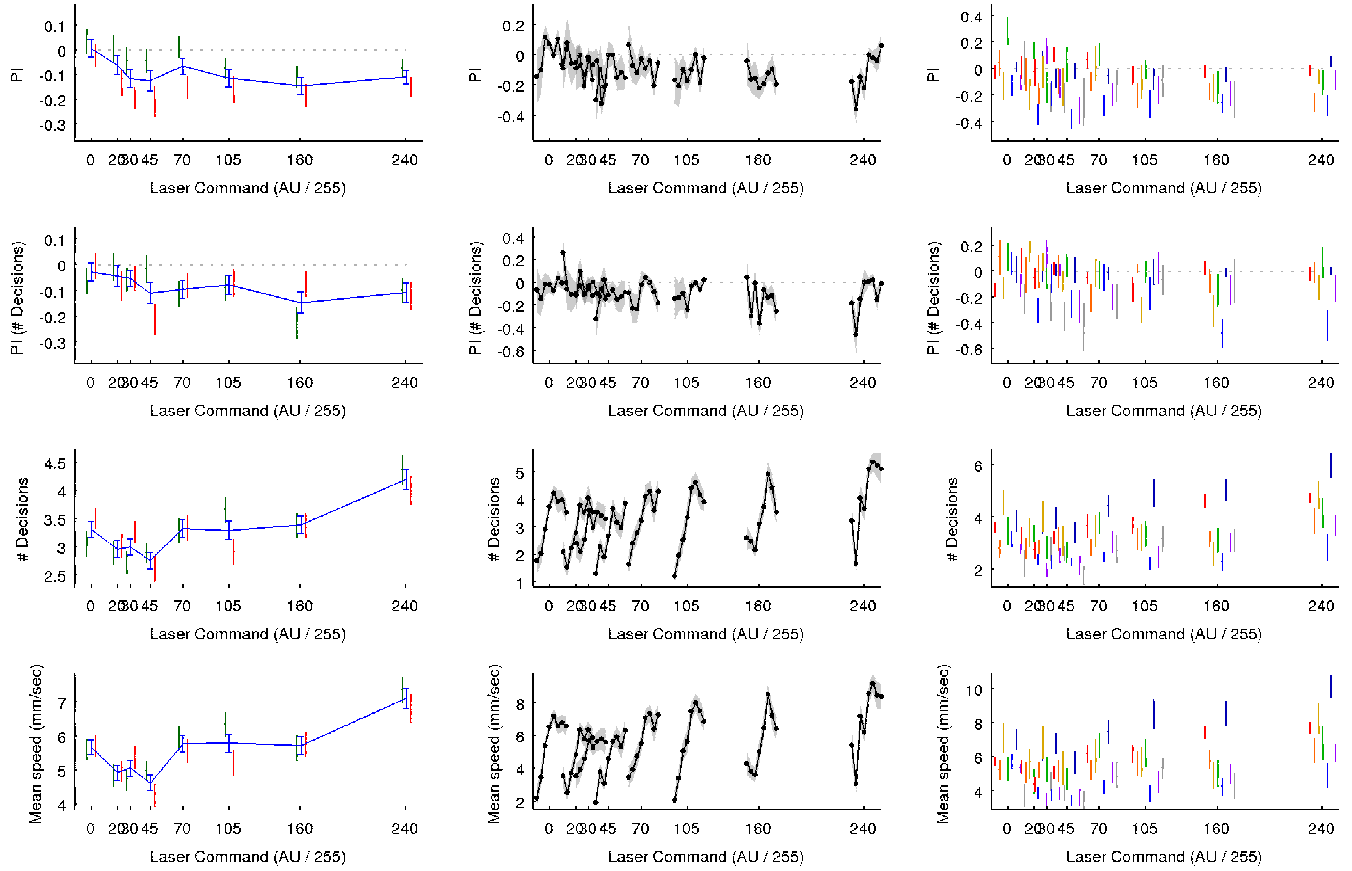 0.1
0
-0.1
-0.2
-0.3
PI
0 20 30 45 70 105 160 240
Laser Command (AU / 255)
0.2
0
-0.2
-0.4
PI
0 20 30 45 70 105 160 240
Laser Command (AU / 255)
0.4
0.2
0
-0.2
-0.4
PI
0 20 30 45 70 105 160 240
Laser Command (AU / 255)
0.1
0
-0.1
-0.2
-0.3
PI (# Decisions)
0 20 30 45 70 105 160 240
Laser Command (AU / 255)
0.4
0.2
0
-0.2
-0.4
-0.6
PI (# Decisions)
0 20 30 45 70 105 160 240
Laser Command (AU / 255)
0.2
0
-0.2
-0.4
-0.6
PI (# Decisions)
0 20 30 45 70 105 160 240
Laser Command (AU / 255)
4.5
4
3.5
3
2.5
# Decisions
0 20 30 45 70 105 160 240
Laser Command (AU / 255)
5
4
3
2
1
# Decisions
0 20 30 45 70 105 160 240
Laser Command (AU / 255)
6
4
2
# Decisions
0 20 30 45 70 105 160 240
Laser Command (AU / 255)
7
6
5
4
Mean speed (mm/sec)
0 20 30 45 70 105 160 240
Laser Command (AU / 255)
8
6
4
2
Mean speed (mm/sec)
0 20 30 45 70 105 160 240
Laser Command (AU / 255)
10
8
6
4
Mean speed (mm/sec)
0 20 30 45 70 105 160 240
Laser Command (AU / 255)